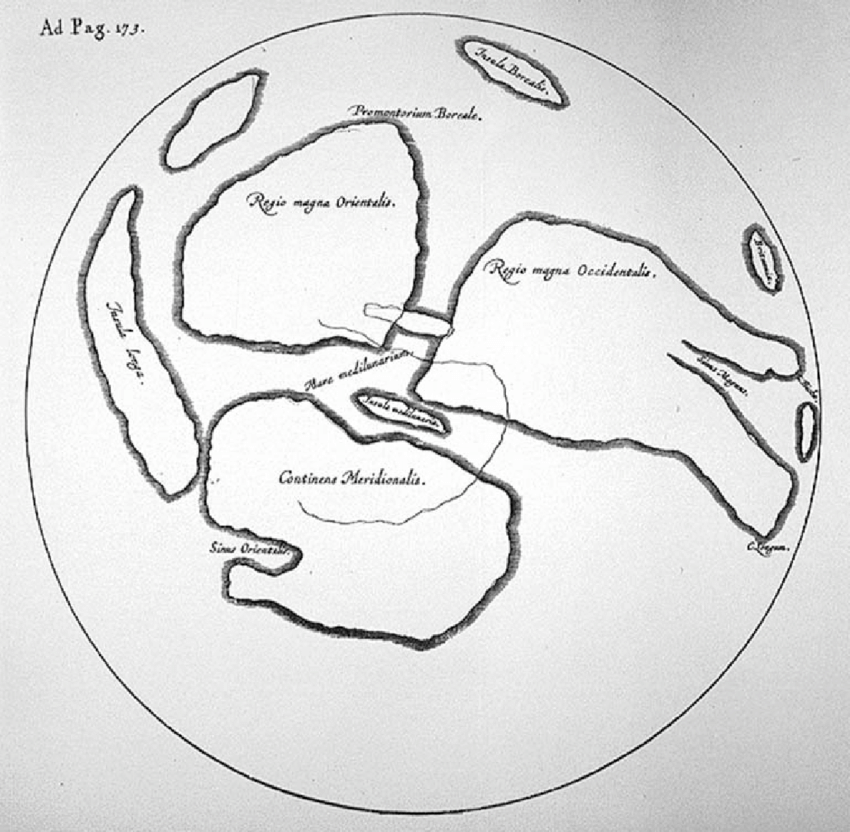 Ad Pag. 173.
Insula Borealis.
Promontorium Boreale.
Regio magna Orientalis.
Britannia.
Regio magna Occidentalis.
Insula longa.
Mare medilunarium.
Sinus Magnus.
Insula medilunaria.
Continens Meridionalis.
Sinus Orientalis.
C. Longum.